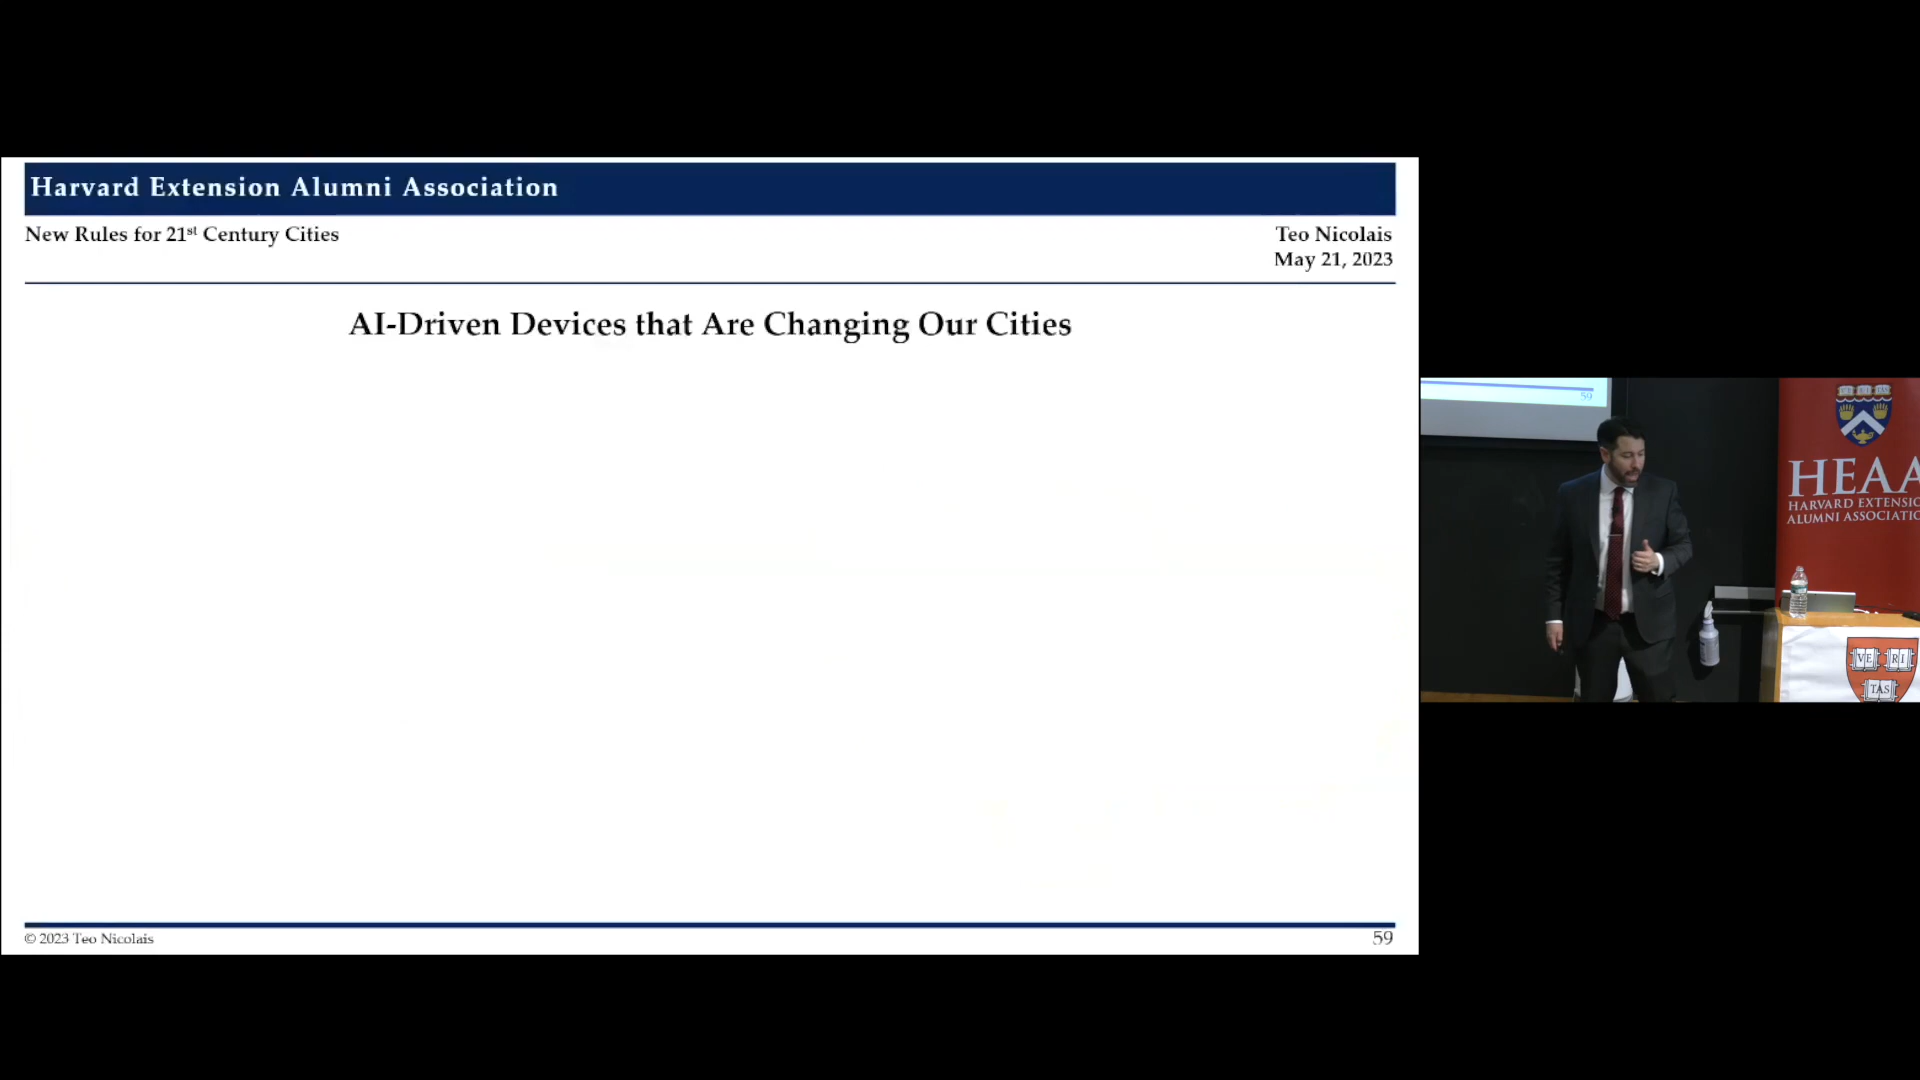 Harvard Extension Alumni Association
New Rules for 21st Century Cities
Teo Nicolais
May 21, 2023
AI-Driven Devices that Are Changing Our Cities
© 2023 Teo Nicolais
59
59
HEAA
HARVARD EXTENSIO
ALUMNI ASSOCIATIO
VE RI
TAS